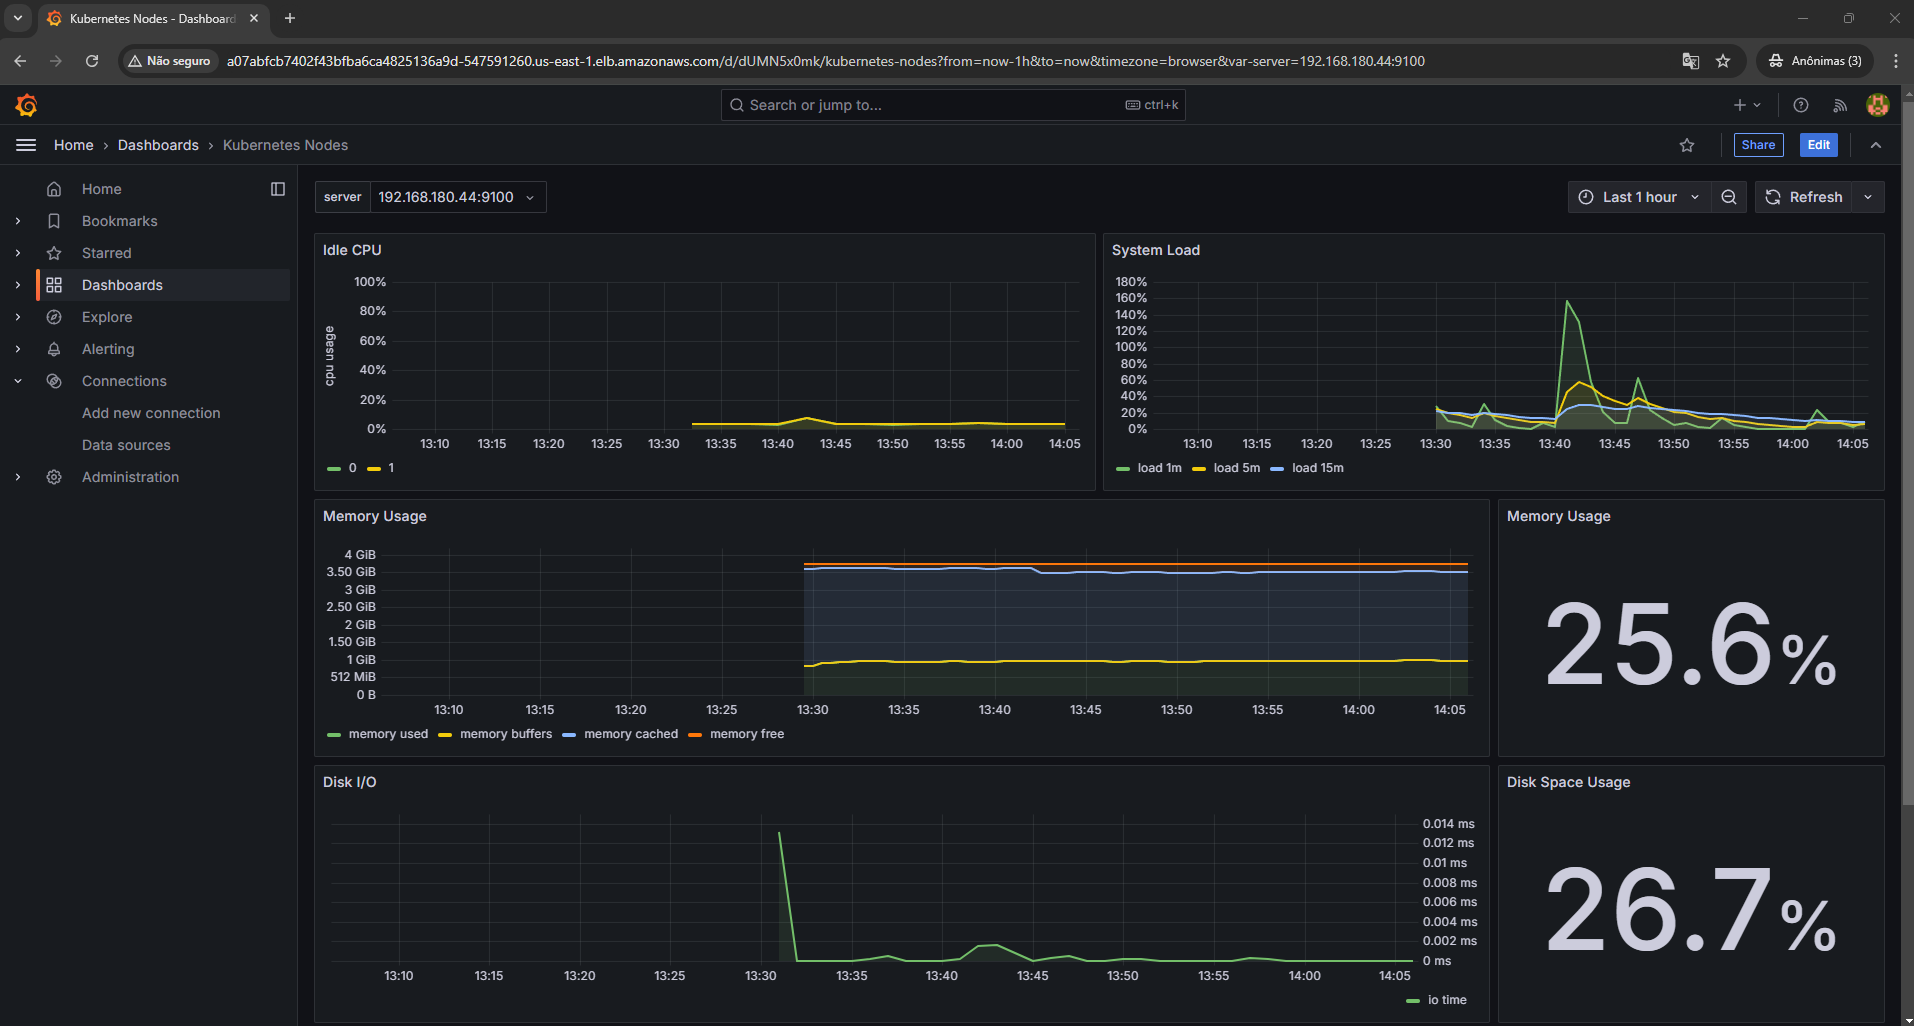 Kubernetes Nodes - Dashboard
Não seguro
a07abfcb7402f43bfba6ca4825136a9d-547591260.us-east-1.elb.amazonaws.com/d/dUMN5x0mk/kubernetes-nodes?from=now-1h&to=now&timezone=browser&var-server=192.168.180.44:9100
Anônimas (3)
Search or jump to...
ctrl+k
Home › Dashboards › Kubernetes Nodes
Share
Edit
Home
Bookmarks
Starred
Dashboards
Explore
Alerting
Connections
Add new connection
Data sources
Administration
server 192.168.180.44:9100
Last 1 hour
Refresh
Idle CPU
cpu usage
100%
80%
60%
40%
20%
0%
13:10 13:15 13:20 13:25 13:30 13:35 13:40 13:45 13:50 13:55 14:00 14:05
0 1
System Load
180%
160%
140%
120%
100%
80%
60%
40%
20%
0%
13:10 13:15 13:20 13:25 13:30 13:35 13:40 13:45 13:50 13:55 14:00 14:05
load 1m load 5m load 15m
Memory Usage
4 GiB
3.50 GiB
3 GiB
2.50 GiB
2 GiB
1.50 GiB
1 GiB
512 MiB
0 B
13:10 13:15 13:20 13:25 13:30 13:35 13:40 13:45 13:50 13:55 14:00 14:05
memory used memory buffers memory cached memory free
Memory Usage
25.6%
Disk I/O
0.014 ms
0.012 ms
0.01 ms
0.008 ms
0.006 ms
0.004 ms
0.002 ms
0 ms
13:10 13:15 13:20 13:25 13:30 13:35 13:40 13:45 13:50 13:55 14:00 14:05
io time
Disk Space Usage
26.7%